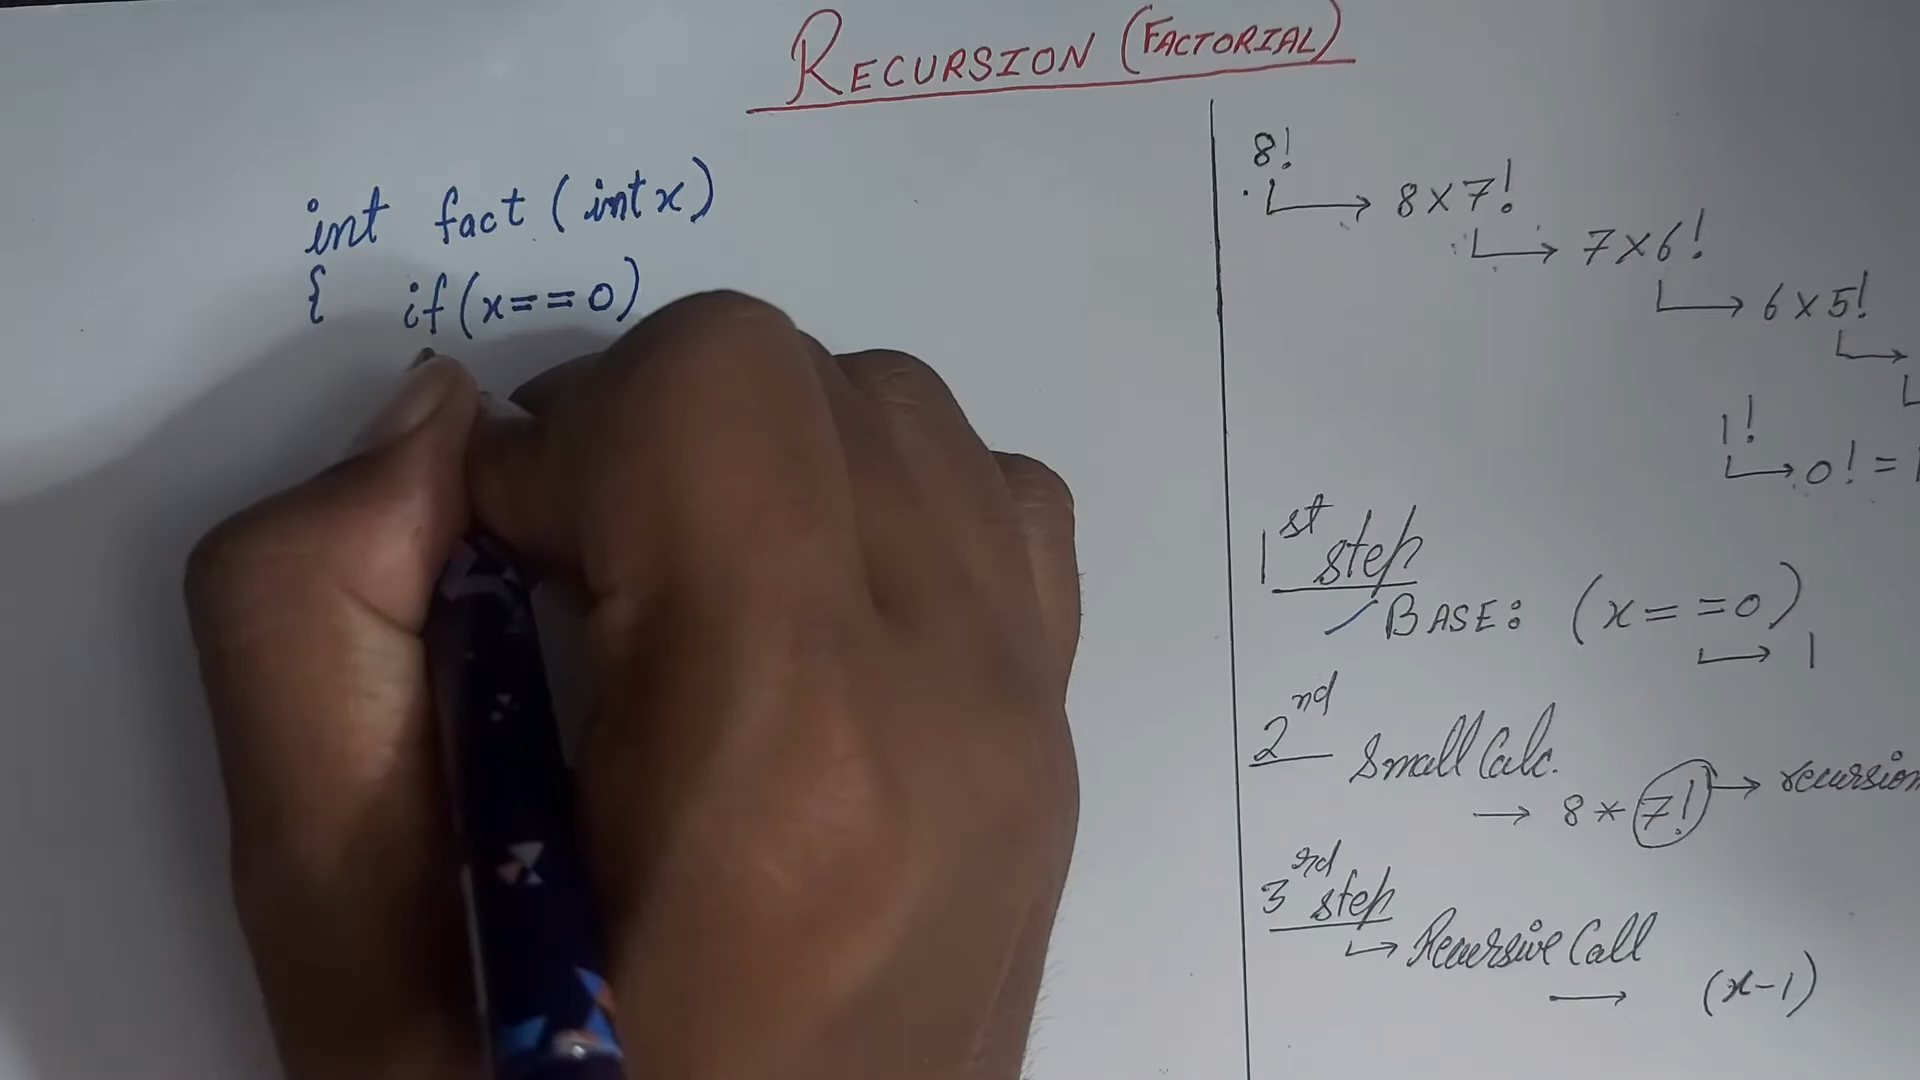 RECURSION (FACTORIAL)
int fact (int x)
{ if (x==0)
8!
8 x 7!
7 x 6!
6 x 5!
1!
0! =
1st step
BASE: (x==0)
1
2nd Small Calc.
8 * 7! → recursion
3rd step
Recursive Call
(x-1)